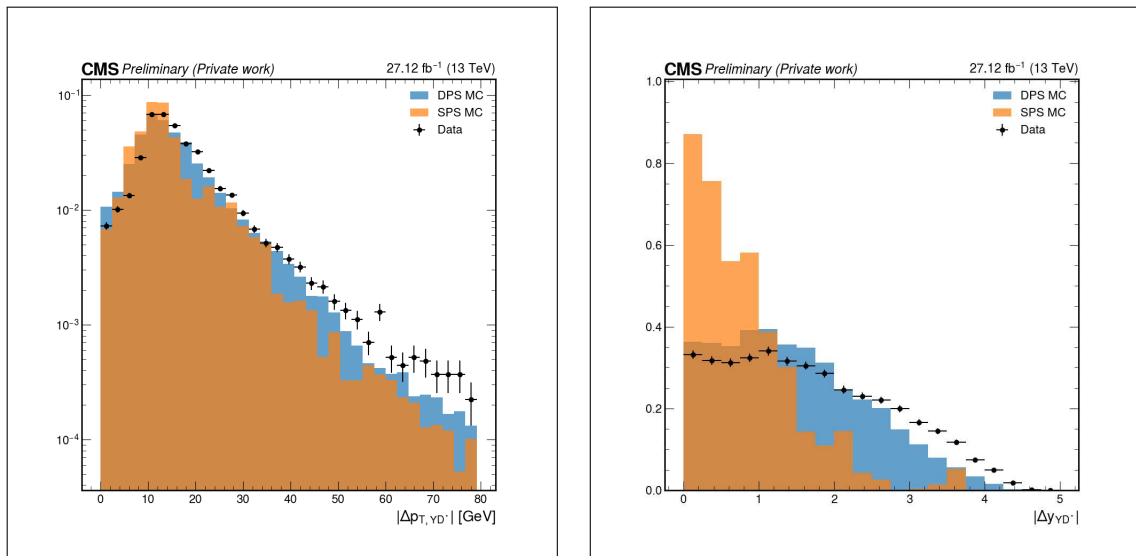 CMS Preliminary (Private work) 27.12 fb⁻¹ (13 TeV)
10⁻¹
DPS MC
SPS MC
Data
10⁻²
10⁻³
10⁻⁴
0 10 20 30 40 50 60 70 80
|Δp_T, YD*| [GeV]
CMS Preliminary (Private work) 27.12 fb⁻¹ (13 TeV)
1.0
DPS MC
SPS MC
Data
0.8
0.6
0.4
0.2
0.0
0 1 2 3 4 5
|Δy_YD*|